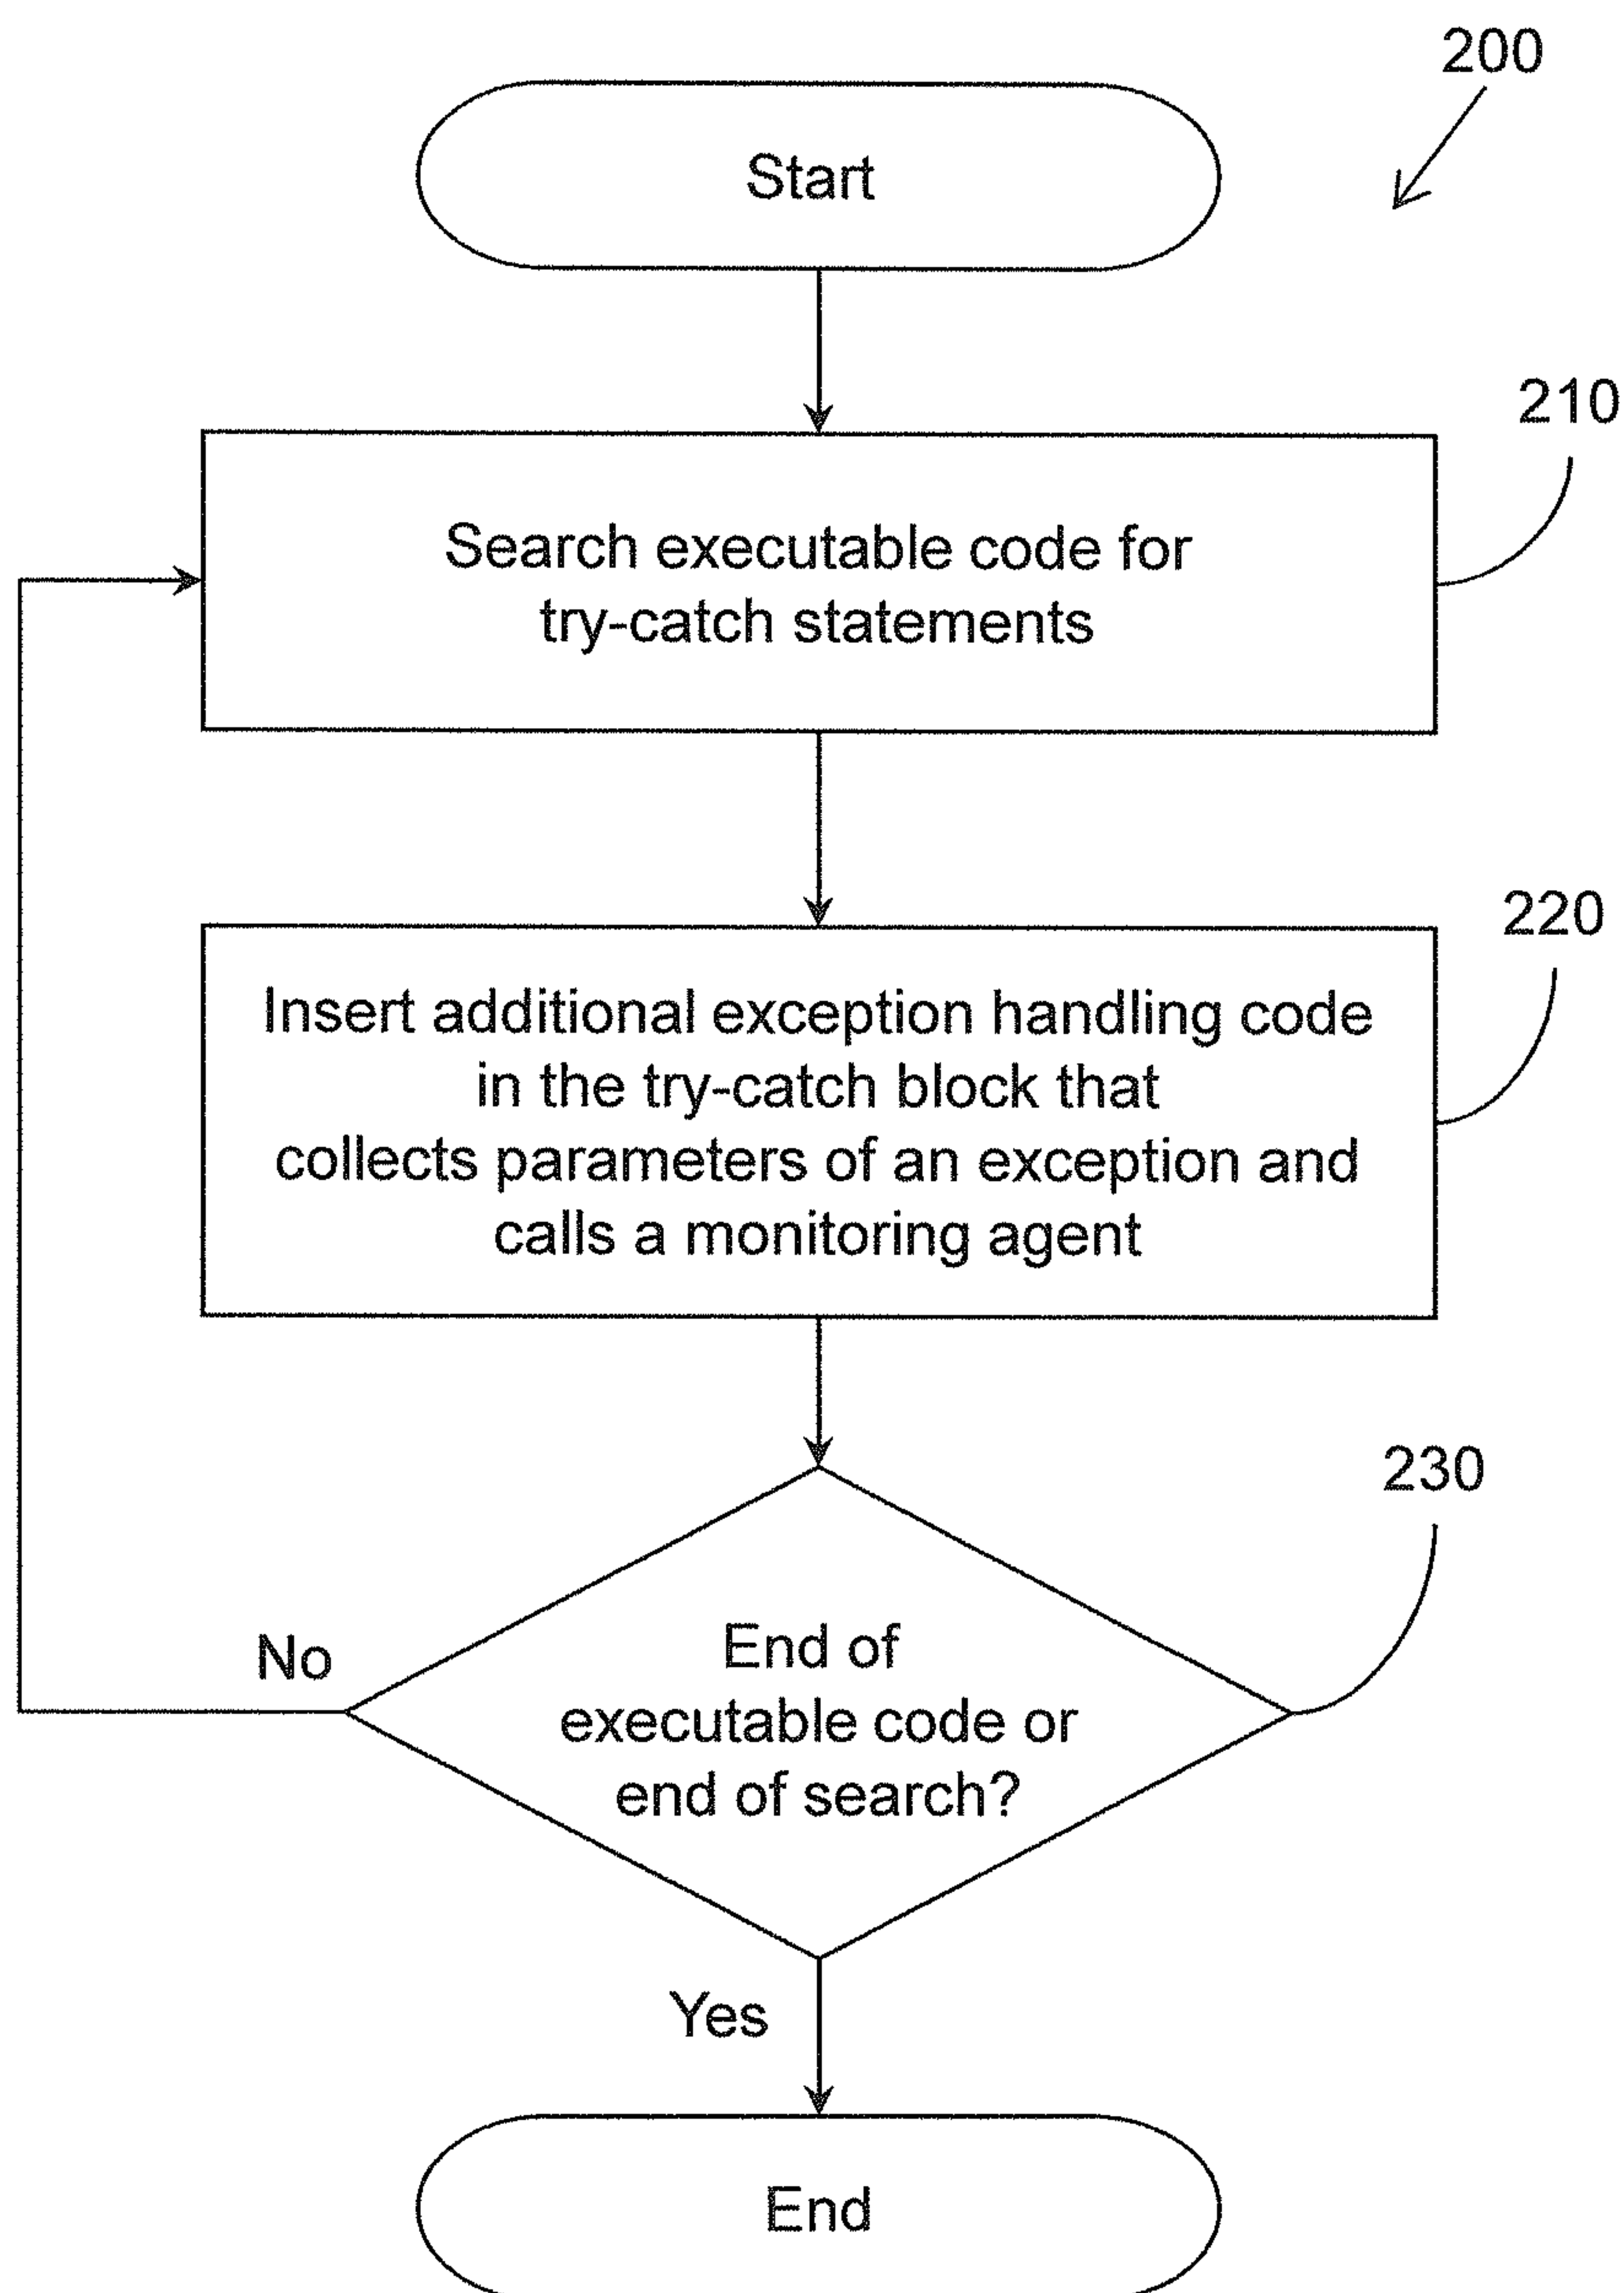 200
Start
210
Search executable code for
try-catch statements
220
Insert additional exception handling code
in the try-catch block that
collects parameters of an exception and
calls a monitoring agent
230
End of
executable code or
end of search?
No
Yes
End